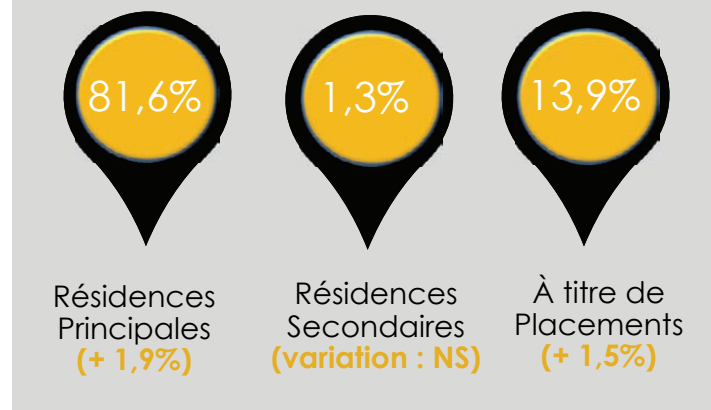 81,6%
1,3%
13,9%
Résidences
Principales
(+ 1,9%)
Résidences
Secondaires
(variation : NS)
À titre de
Placements
(+ 1,5%)